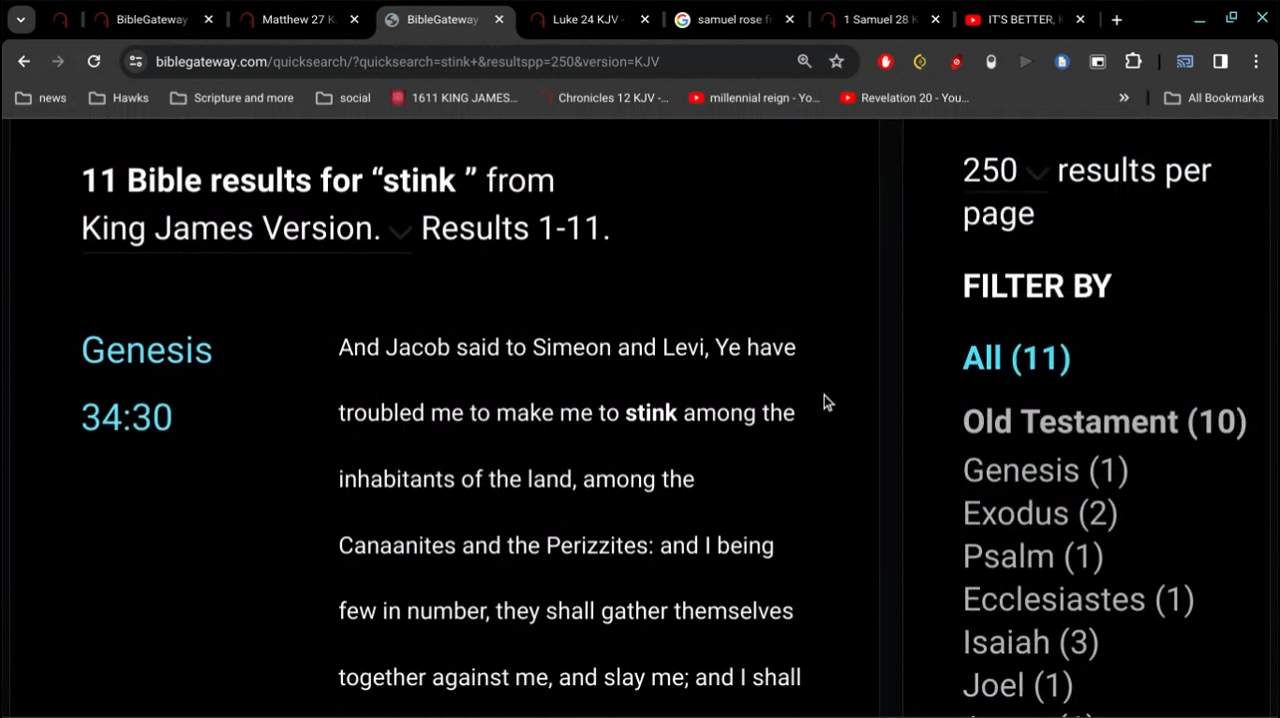 BibleGateway
Matthew 27 K
BibleGateway
Luke 24 KJV -
samuel rose fr
1 Samuel 28 K
IT'S BETTER,
biblegateway.com/quicksearch/?quicksearch=stink+&resultspp=250&version=KJV
news
Hawks
Scripture and more
social
1611 KING JAMES...
Chronicles 12 KJV -...
millennial reign - Yo...
Revelation 20 - You...
All Bookmarks
11 Bible results for “stink ” from
King James Version. Results 1-11.
Genesis
34:30
And Jacob said to Simeon and Levi, Ye have
troubled me to make me to stink among the
inhabitants of the land, among the
Canaanites and the Perizzites: and I being
few in number, they shall gather themselves
together against me, and slay me; and I shall
250 results per
page
FILTER BY
All (11)
Old Testament (10)
Genesis (1)
Exodus (2)
Psalm (1)
Ecclesiastes (1)
Isaiah (3)
Joel (1)